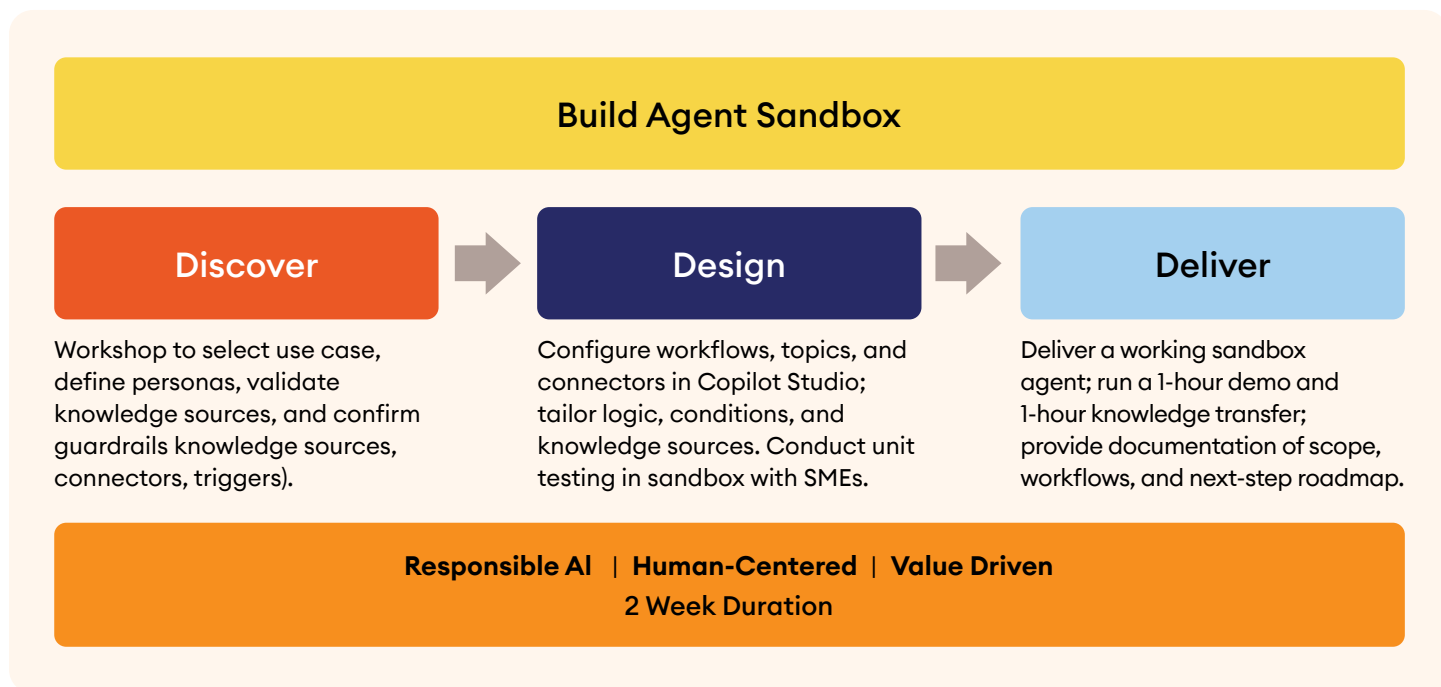 Build Agent Sandbox
Discover
Workshop to select use case,
define personas, validate
knowledge sources, and confirm
guardrails knowledge sources,
connectors, triggers).
Design
Configure workflows, topics, and
connectors in Copilot Studio;
tailor logic, conditions, and
knowledge sources. Conduct unit
testing in sandbox with SMEs.
Deliver
Deliver a working sandbox
agent; run a 1-hour demo and
1-hour knowledge transfer;
provide documentation of scope,
workflows, and next-step roadmap.
Responsible Al | Human-Centered | Value Driven
2 Week Duration